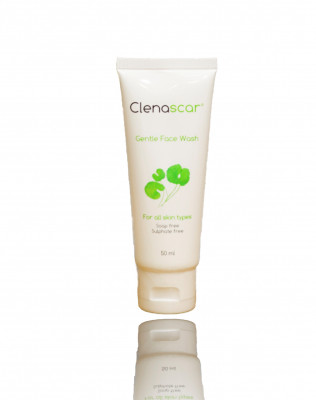 Clenascar
Gentle Face Wash
For all skin types
Soap free
Sulphate free
50 ml